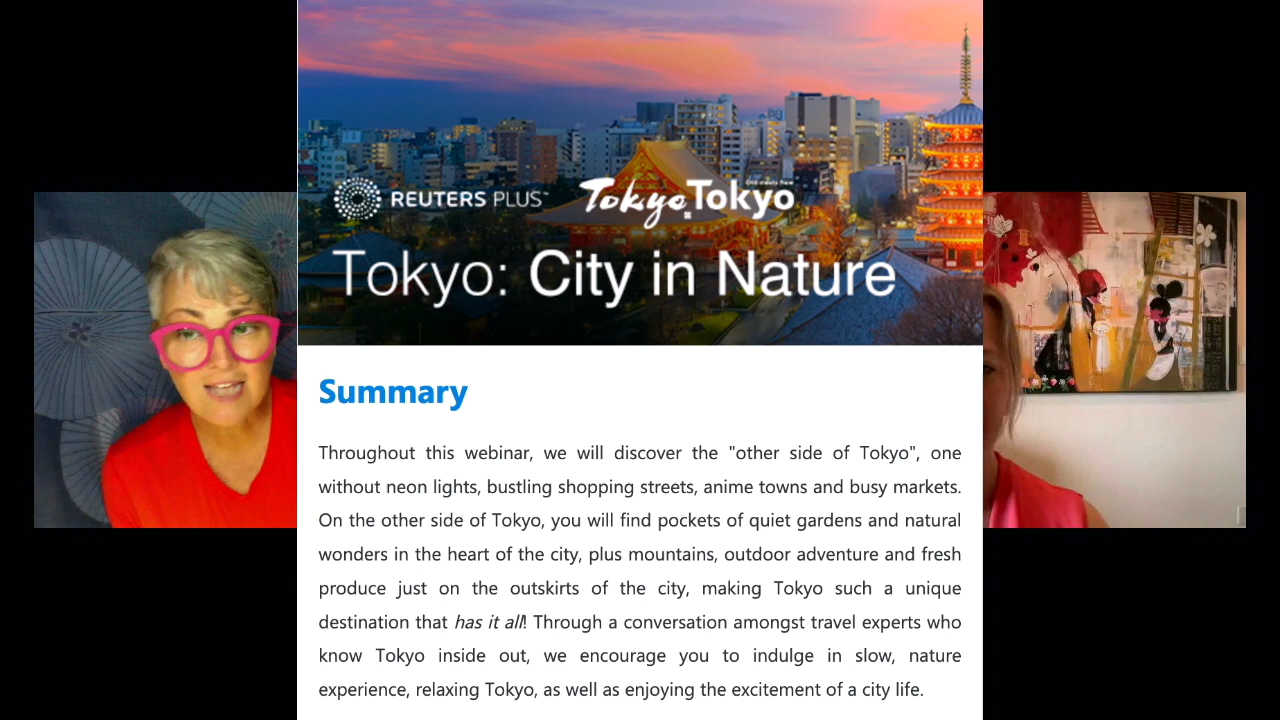 REUTERS PLUS™
Tokyo Tokyo Old meets New
Tokyo: City in Nature
Summary
Throughout this webinar, we will discover the "other side of Tokyo", one
without neon lights, bustling shopping streets, anime towns and busy markets.
On the other side of Tokyo, you will find pockets of quiet gardens and natural
wonders in the heart of the city, plus mountains, outdoor adventure and fresh
produce just on the outskirts of the city, making Tokyo such a unique
destination that has it all! Through a conversation amongst travel experts who
know Tokyo inside out, we encourage you to indulge in slow, nature
experience, relaxing Tokyo, as well as enjoying the excitement of a city life.